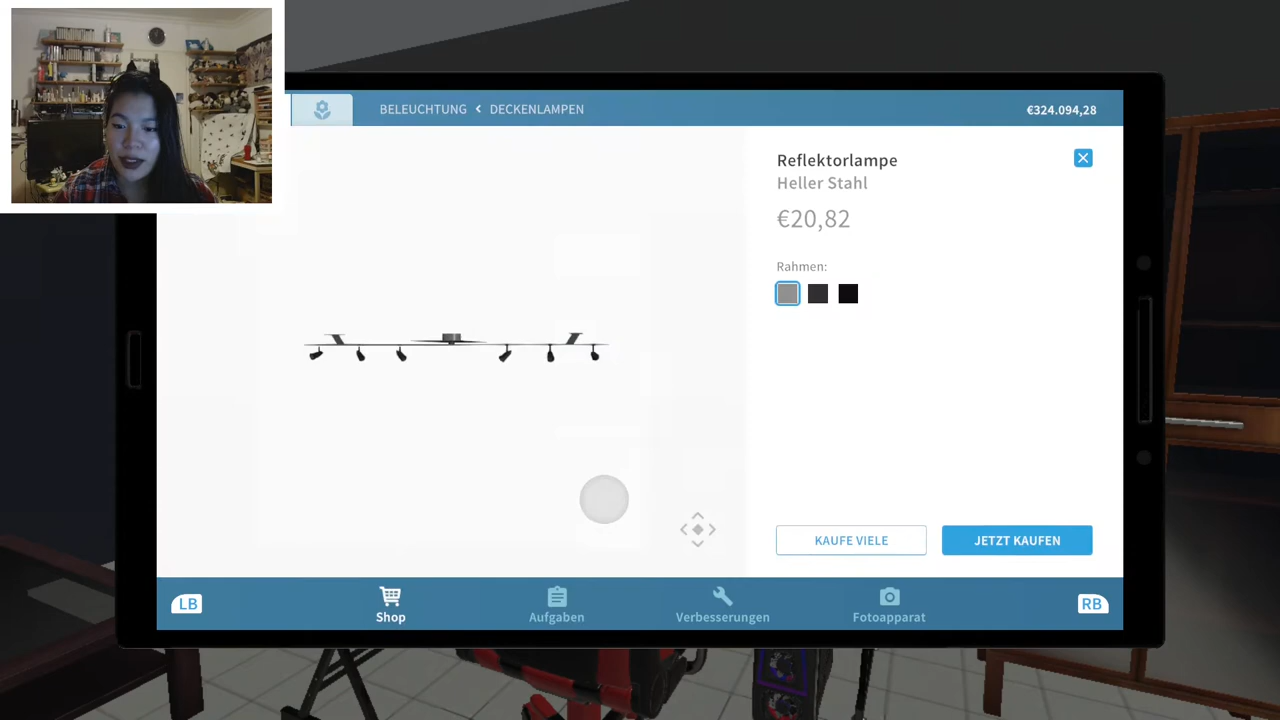 BELEUCHTUNG < DECKENLAMPEN
€324.094,28
Reflektorlampe
Heller Stahl
€20,82
Rahmen:
KAUFE VIELE
JETZT KAUFEN
LB
Shop
Aufgaben
Verbesserungen
Fotoapparat
RB